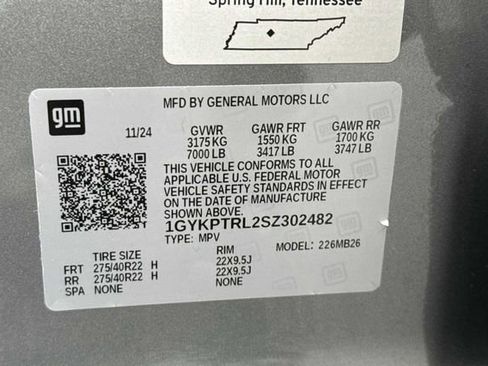 Spring Hill, Tennessee
gm
MFD BY GENERAL MOTORS LLC
11/24 GVWR GAWR FRT GAWR RR
3175 KG 1550 KG 1700 KG
7000 LB 3417 LB 3747 LB
THIS VEHICLE CONFORMS TO ALL
APPLICABLE U.S. FEDERAL MOTOR
VEHICLE SAFETY STANDARDS IN EFFECT
ON THE DATE OF MANUFACTURE
SHOWN ABOVE.
1GYKPTRL2SZ302482
TYPE: MPV MODEL: 226MB26
TIRE SIZE RIM
FRT 275/40R22 H 22X9.5J
RR 275/40R22 H 22X9.5J
SPA NONE NONE